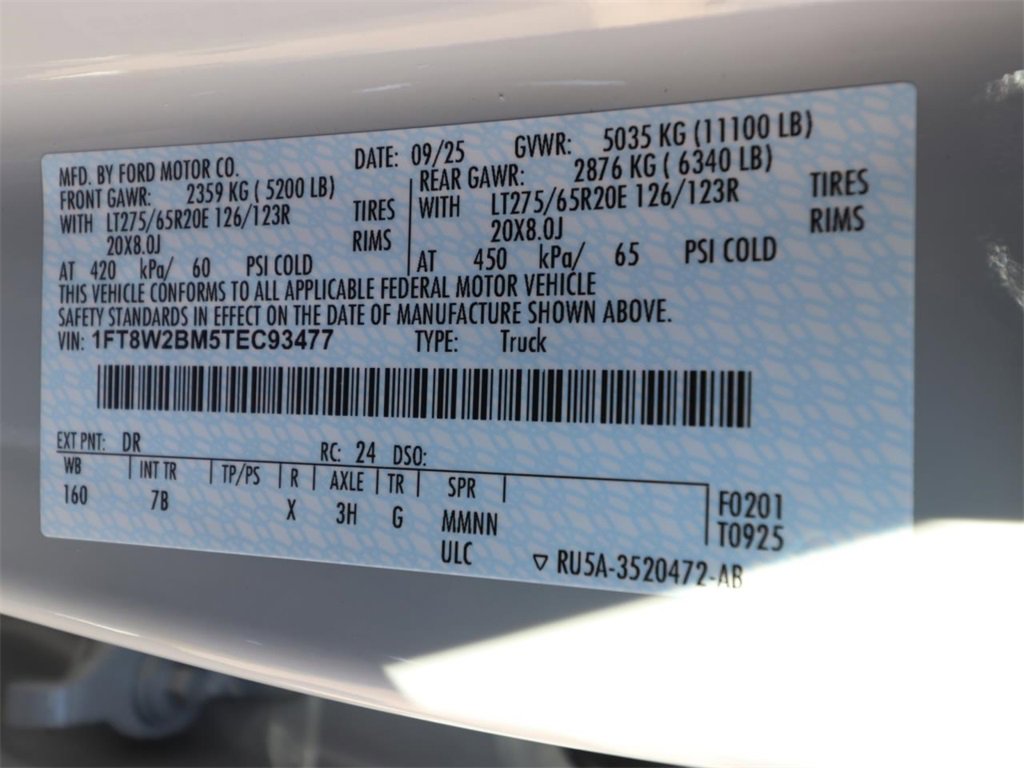 MFD. BY FORD MOTOR CO. DATE: 09/25 GVWR: 5035 KG (11100 LB)
FRONT GAWR: 2359 KG ( 5200 LB) REAR GAWR: 2876 KG ( 6340 LB)
WITH LT275/65R20E 126/123R TIRES WITH LT275/65R20E 126/123R TIRES
20X8.0J RIMS 20X8.0J RIMS
AT 420 kPa/ 60 PSI COLD AT 450 kPa/ 65 PSI COLD
THIS VEHICLE CONFORMS TO ALL APPLICABLE FEDERAL MOTOR VEHICLE
SAFETY STANDARDS IN EFFECT ON THE DATE OF MANUFACTURE SHOWN ABOVE.
VIN: 1FT8W2BM5TEC93477 TYPE: Truck
EXT PNT: DR RC: 24 DSO:
WB INT TR TP/PS R AXLE TR SPR
160 7B X 3H G MMNN F0201
ULC T0925
▽ RU5A-3520472-AB